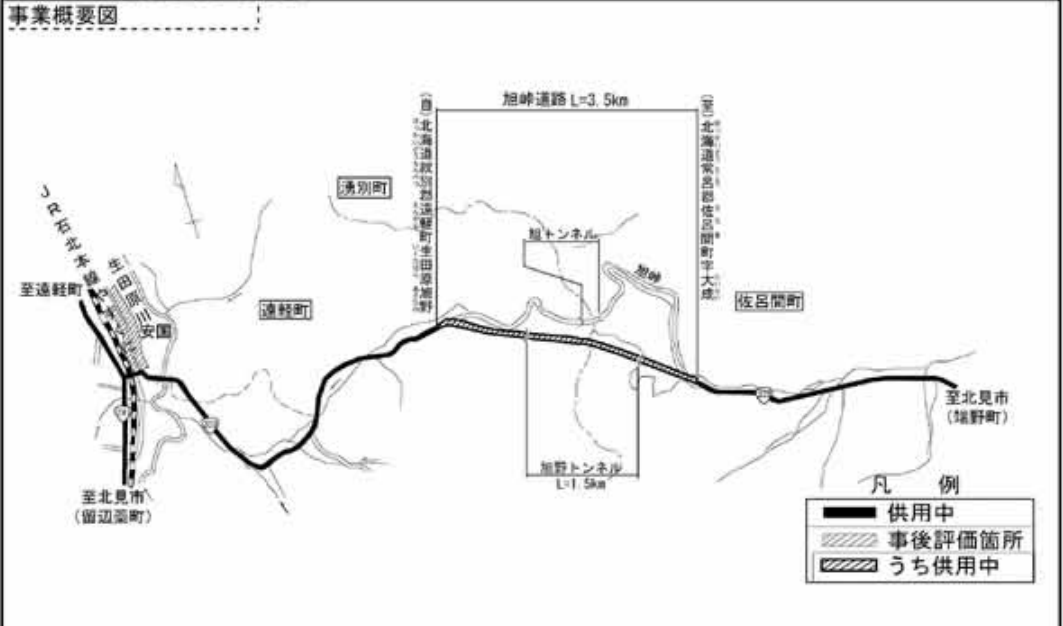 事業概要図
旭峠道路 L=3.5km
(自)北海道紋別郡遠軽町生田原旭野
(至)北海道常呂郡佐呂間町字大成
湧別町
旭トンネル
旭峠
JR石北本線
生田原川
至遠軽町
安国
遠軽町
佐呂間町
至北見市
(端野町)
旭野トンネル
L=1.5km
至北見市
(留辺蘂町)
凡 例
供用中
事後評価箇所
うち供用中